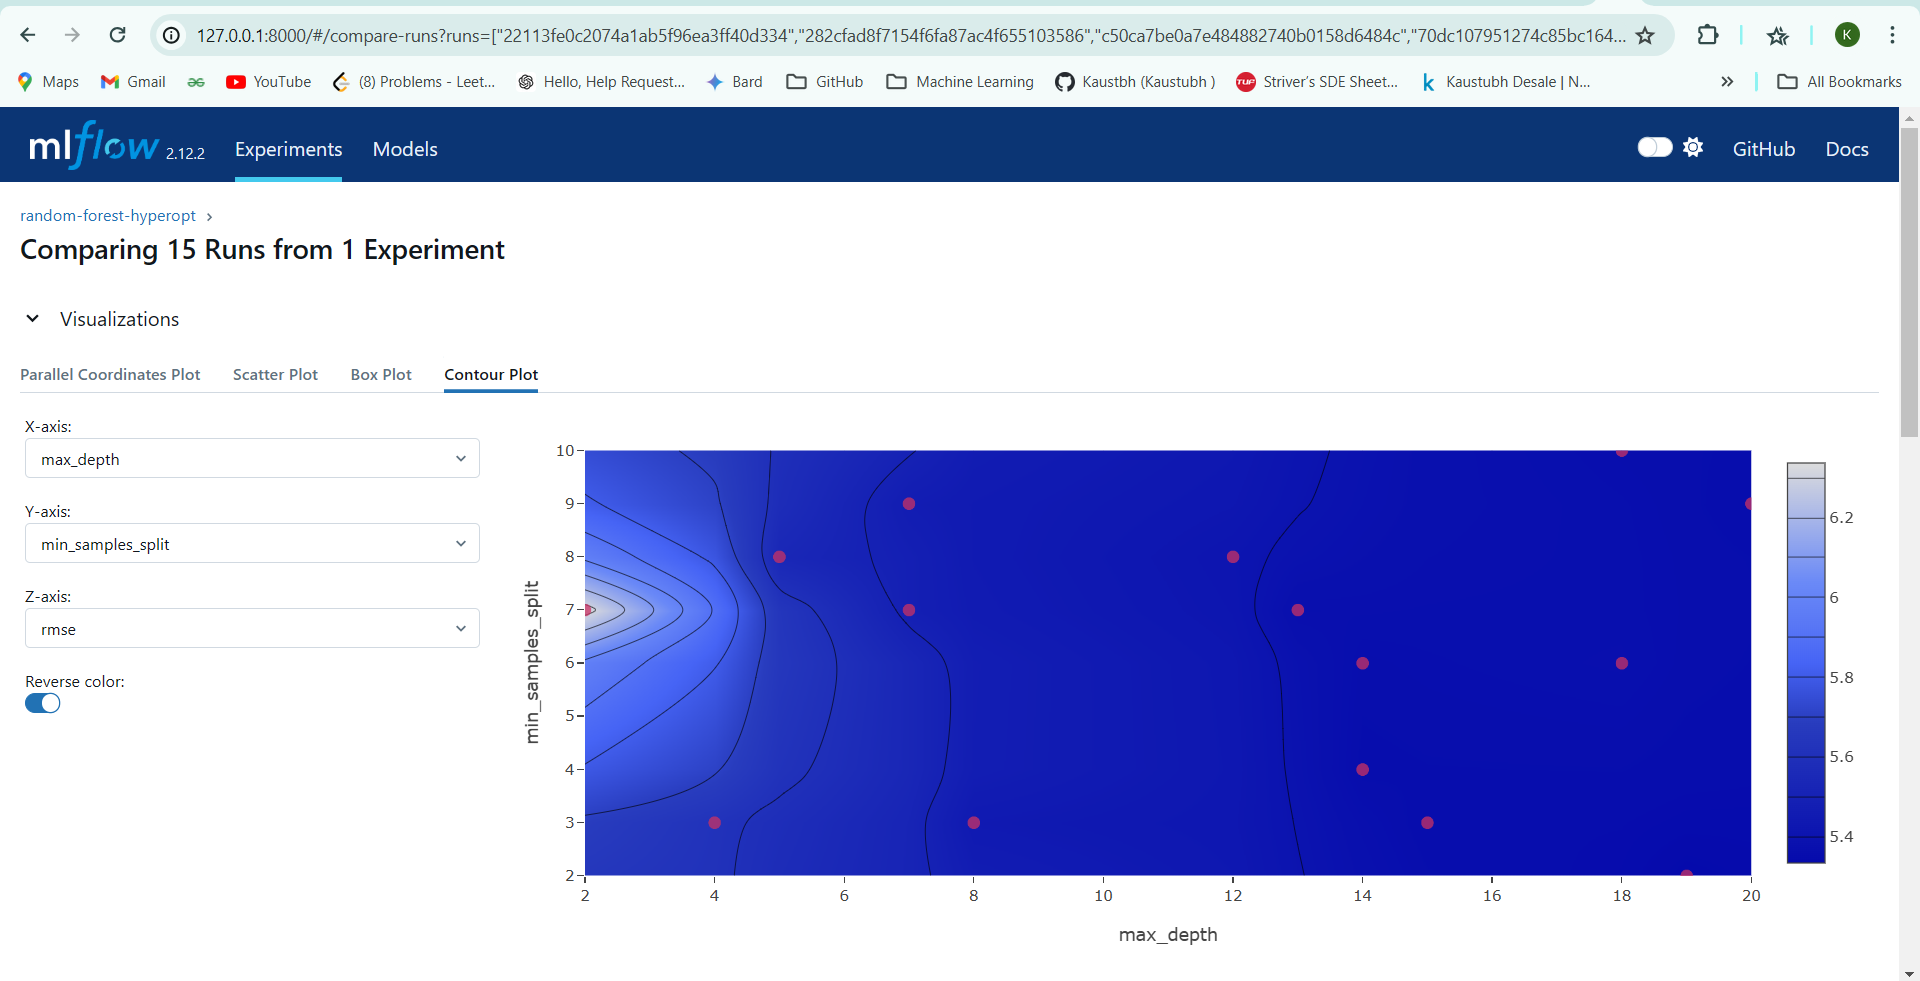 127.0.0.1:8000/#/compare-runs?runs=["22113fe0c2074a1ab5f96ea3ff40d334","282cfad8f7154f6fa87ac4f655103586","c50ca7be0a7e484882740b0158d6484c","70dc107951274c85bc164...
K
Maps
Gmail
YouTube
(8) Problems - Leet...
Hello, Help Request...
Bard
GitHub
Machine Learning
Kaustbh (Kaustubh )
TUF
Striver's SDE Sheet...
k
Kaustubh Desale | N...
»
All Bookmarks
mlflow 2.12.2
Experiments
Models
GitHub
Docs
random-forest-hyperopt
Comparing 15 Runs from 1 Experiment
Visualizations
Parallel Coordinates Plot
Scatter Plot
Box Plot
Contour Plot
X-axis:
max_depth
Y-axis:
min_samples_split
Z-axis:
rmse
Reverse color:
min_samples_split
10
9
8
7
6
5
4
3
2
2
4
6
8
10
12
14
16
18
20
max_depth
6.2
6
5.8
5.6
5.4